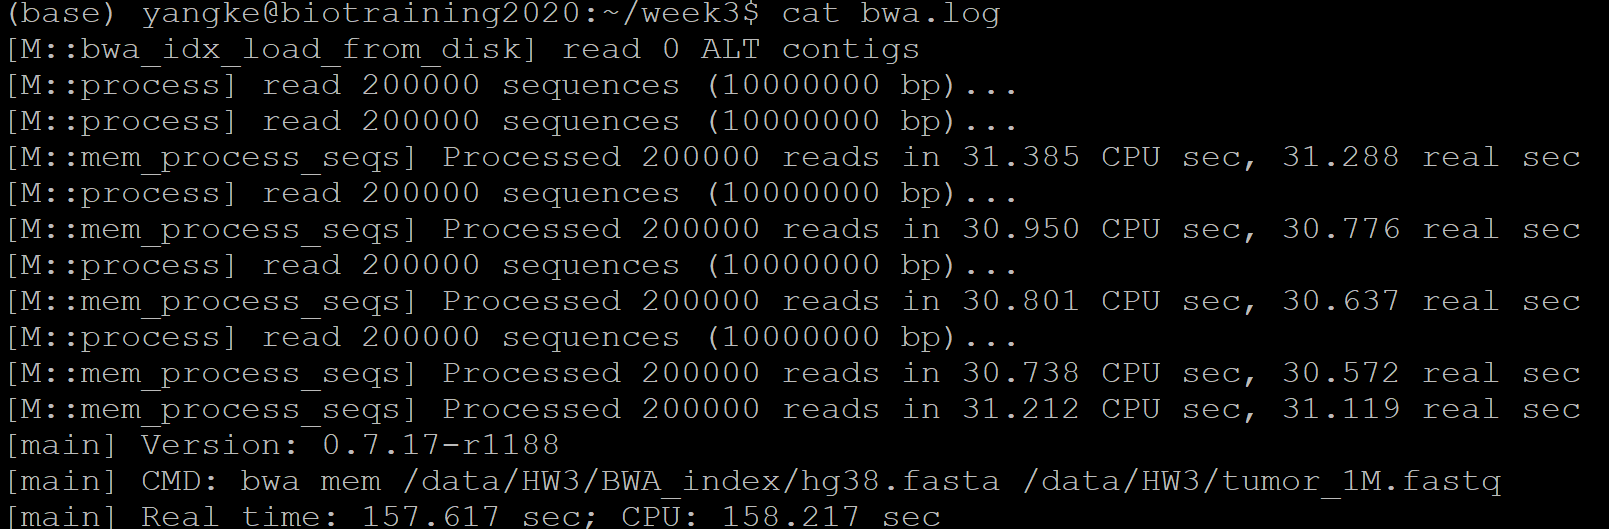 (base) yangke@biotraining2020:~/week3$ cat bwa.log
[M::bwa_idx_load_from_disk] read 0 ALT contigs
[M::process] read 200000 sequences (10000000 bp)...
[M::process] read 200000 sequences (10000000 bp)...
[M::mem_process_seqs] Processed 200000 reads in 31.385 CPU sec, 31.288 real sec
[M::process] read 200000 sequences (10000000 bp)...
[M::mem_process_seqs] Processed 200000 reads in 30.950 CPU sec, 30.776 real sec
[M::process] read 200000 sequences (10000000 bp)...
[M::mem_process_seqs] Processed 200000 reads in 30.801 CPU sec, 30.637 real sec
[M::process] read 200000 sequences (10000000 bp)...
[M::mem_process_seqs] Processed 200000 reads in 30.738 CPU sec, 30.572 real sec
[M::mem_process_seqs] Processed 200000 reads in 31.212 CPU sec, 31.119 real sec
[main] Version: 0.7.17-r1188
[main] CMD: bwa mem /data/HW3/BWA_index/hg38.fasta /data/HW3/tumor_1M.fastq
[main] Real time: 157.617 sec; CPU: 158.217 sec